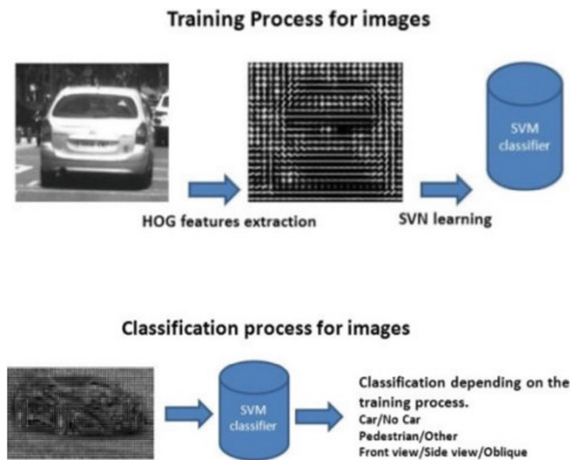 Training Process for images
SVM
classifier
HOG features extraction
SVN learning
Classification process for images
SVM
classifier
Classification depending on the
training process.
Car/No Car
Pedestrian/Other
Front view/Side view/Oblique